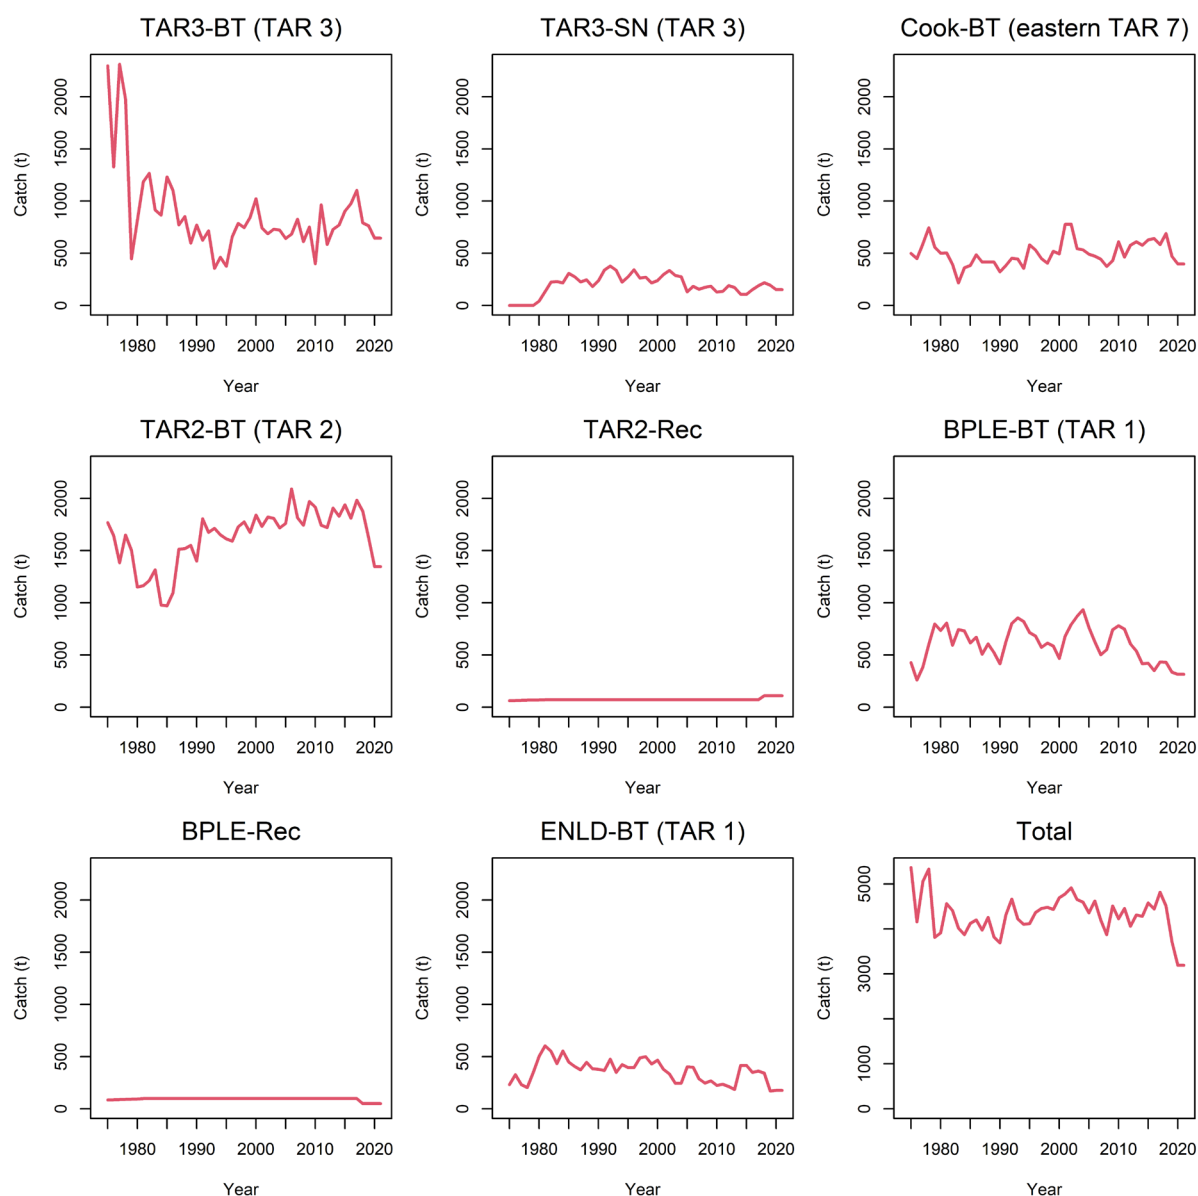 TAR3-BT (TAR 3)
Catch (t)
2000
1500
1000
500
0
1980 1990 2000 2010 2020
Year
TAR3-SN (TAR 3)
Catch (t)
2000
1500
1000
500
0
1980 1990 2000 2010 2020
Year
Cook-BT (eastern TAR 7)
Catch (t)
2000
1500
1000
500
0
1980 1990 2000 2010 2020
Year
TAR2-BT (TAR 2)
Catch (t)
2000
1500
1000
500
0
1980 1990 2000 2010 2020
Year
TAR2-Rec
Catch (t)
2000
1500
1000
500
0
1980 1990 2000 2010 2020
Year
BPLE-BT (TAR 1)
Catch (t)
2000
1500
1000
500
0
1980 1990 2000 2010 2020
Year
BPLE-Rec
Catch (t)
2000
1500
1000
500
0
1980 1990 2000 2010 2020
Year
ENLD-BT (TAR 1)
Catch (t)
2000
1500
1000
500
0
1980 1990 2000 2010 2020
Year
Total
Catch (t)
5000
3000
1000
0
1980 1990 2000 2010 2020
Year